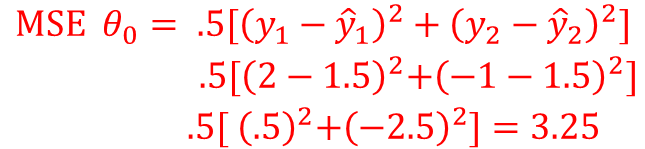 MSE θ₀ = .5[(y₁ − ŷ₁)² + (y₂ − ŷ₂)²]
.5[(2 − 1.5)²+(−1 − 1.5)²]
.5[ (.5)²+(−2.5)²] = 3.25